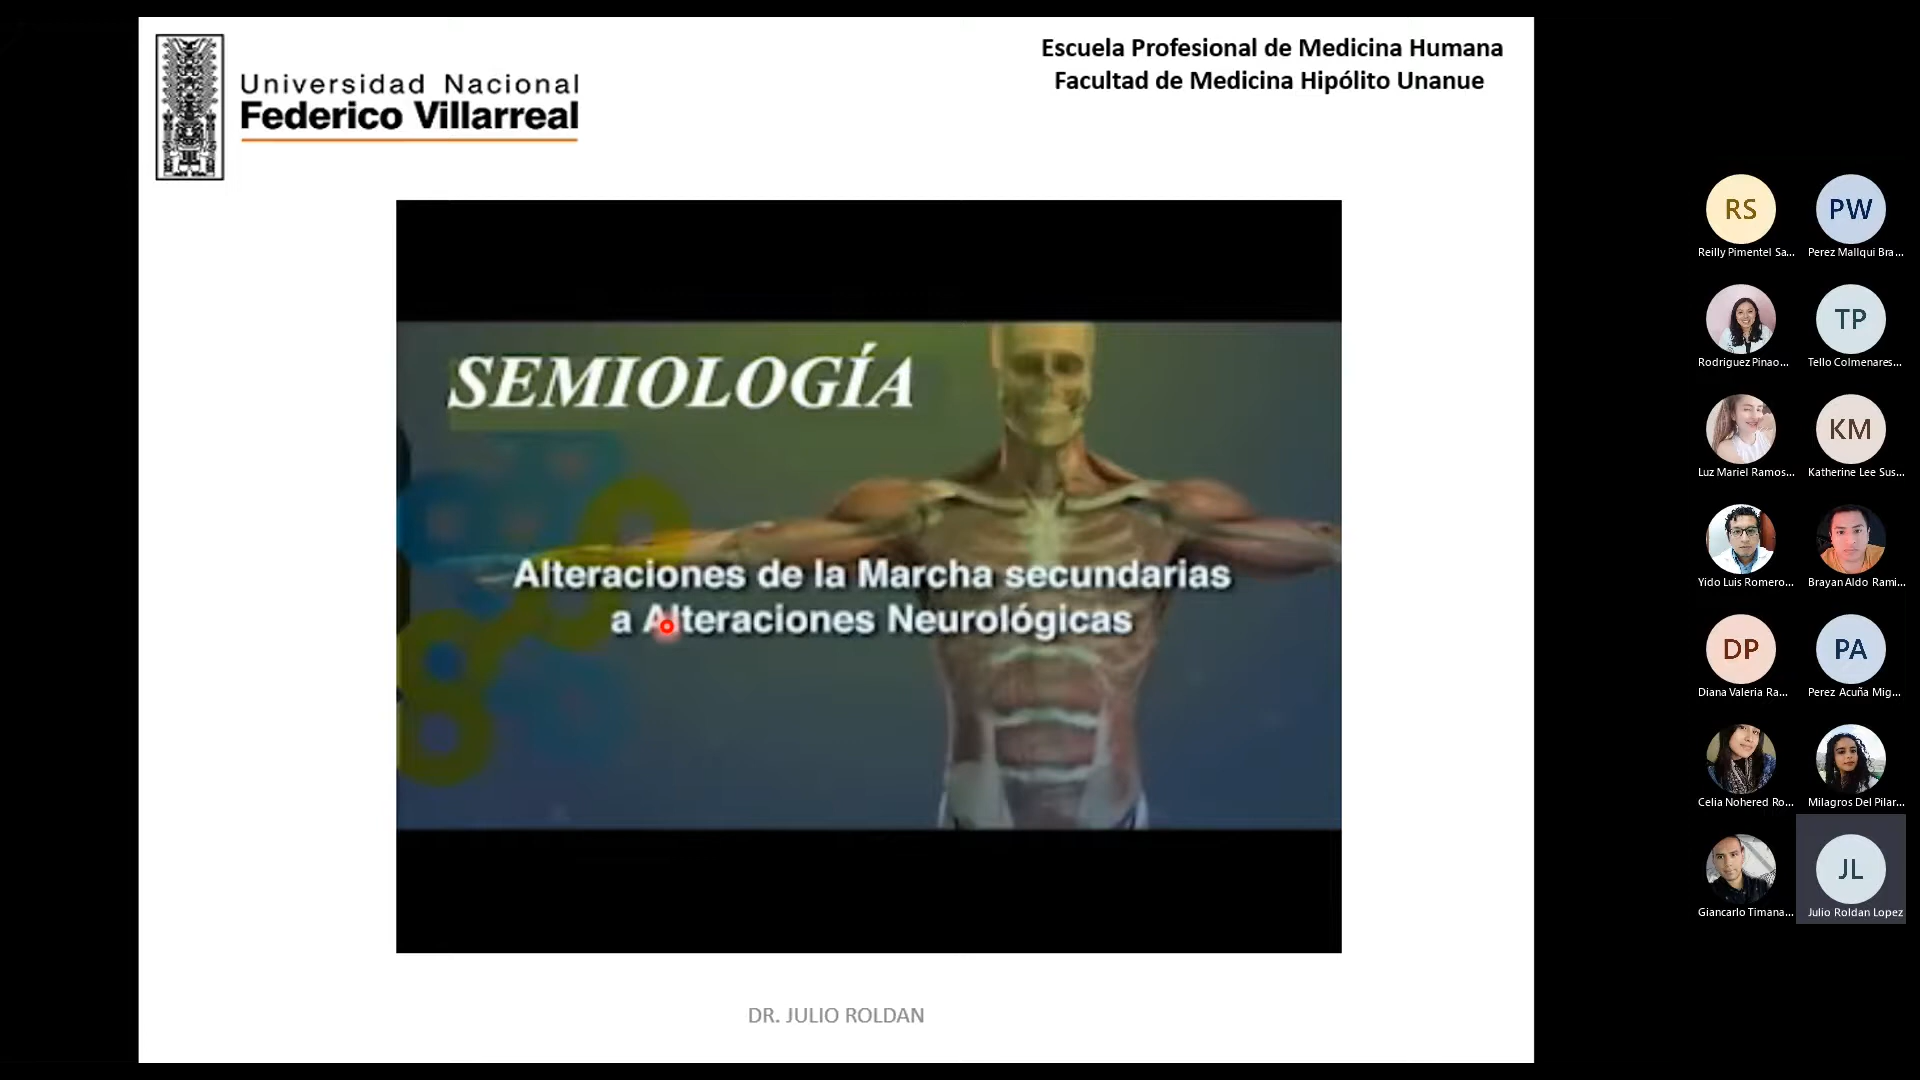 Universidad Nacional
Federico Villarreal
Escuela Profesional de Medicina Humana
Facultad de Medicina Hipólito Unanue
SEMIOLOGÍA
Alteraciones de la Marcha secundarias
a Alteraciones Neurológicas
DR. JULIO ROLDAN
RS
Reilly Pimentel Sa...
PW
Perez Mallqui Bra...
Rodriguez Pinao...
TP
Tello Colmenares...
Luz Mariel Ramos...
KM
Katherine Lee Sus...
Yido Luis Romero...
Brayan Aldo Rami...
DP
Diana Valeria Ra...
PA
Perez Acuña Mig...
Celia Nohered Ro...
Milagros Del Pilar...
Giancarlo Timana...
JL
Julio Roldan Lopez